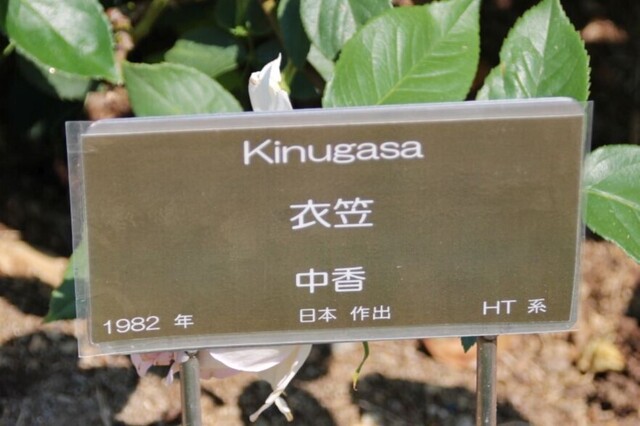 Kinugasa
衣笠
中香
1982 年 日本 作出 HT 系